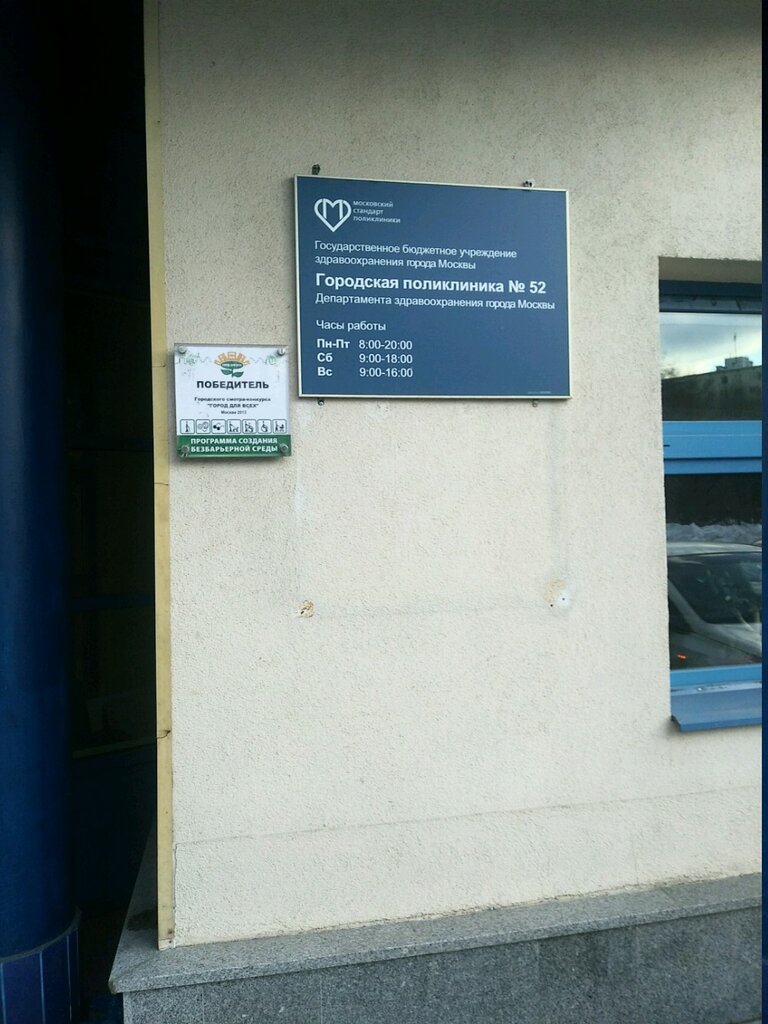 московский
стандарт
поликлиники
Государственное бюджетное учреждение
здравоохранения города Москвы
Городская поликлиника № 52
Департамента здравоохранения города Москвы
Часы работы
Пн-Пт 8:00-20:00
Сб 9:00-18:00
Вс 9:00-16:00
ПОБЕДИТЕЛЬ
Городского смотра-конкурса
"ГОРОД ДЛЯ ВСЕХ"
Москва 2013
ПРОГРАММА СОЗДАНИЯ
БЕЗБАРЬЕРНОЙ СРЕДЫ